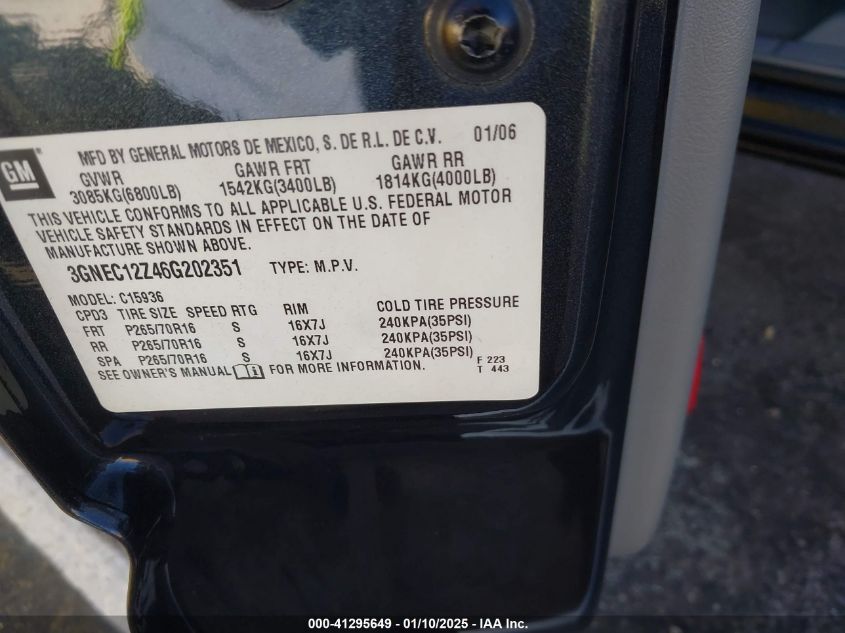 GM
MFD BY GENERAL MOTORS DE MEXICO, S. DE R.L. DE C.V. 01/06
GVWR GAWR FRT GAWR RR
3085KG(6800LB) 1542KG(3400LB) 1814KG(4000LB)
THIS VEHICLE CONFORMS TO ALL APPLICABLE U.S. FEDERAL MOTOR
VEHICLE SAFETY STANDARDS IN EFFECT ON THE DATE OF
MANUFACTURE SHOWN ABOVE.
3GNEC12Z46G202351 TYPE: M.P.V.
MODEL: C15936
CPD3 TIRE SIZE SPEED RTG RIM COLD TIRE PRESSURE
FRT P265/70R16 S 16X7J 240KPA(35PSI)
RR P265/70R16 S 16X7J 240KPA(35PSI)
SPA P265/70R16 S 16X7J 240KPA(35PSI)
SEE OWNER'S MANUAL FOR MORE INFORMATION.
F 223
T 443
000-41295649 - 01/10/2025 - IAA Inc.